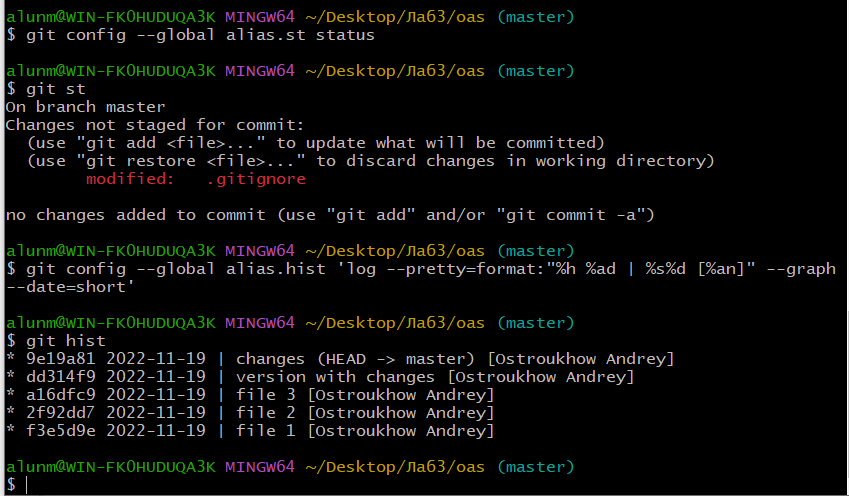 alunm@WIN-FK0HUDUQA3K MINGW64 ~/Desktop/Ла63/oas (master)
$ git config --global alias.st status
alunm@WIN-FK0HUDUQA3K MINGW64 ~/Desktop/Ла63/oas (master)
$ git st
On branch master
Changes not staged for commit:
  (use "git add <file>..." to update what will be committed)
  (use "git restore <file>..." to discard changes in working directory)
        modified:   .gitignore
no changes added to commit (use "git add" and/or "git commit -a")
alunm@WIN-FK0HUDUQA3K MINGW64 ~/Desktop/Ла63/oas (master)
$ git config --global alias.hist 'log --pretty=format:"%h %ad | %s%d [%an]" --graph
--date=short'
alunm@WIN-FK0HUDUQA3K MINGW64 ~/Desktop/Ла63/oas (master)
$ git hist
* 9e19a81 2022-11-19 | changes (HEAD -> master) [Ostroukhow Andrey]
* dd314f9 2022-11-19 | version with changes [Ostroukhow Andrey]
* a16dfc9 2022-11-19 | file 3 [Ostroukhow Andrey]
* 2f92dd7 2022-11-19 | file 2 [Ostroukhow Andrey]
* f3e5d9e 2022-11-19 | file 1 [Ostroukhow Andrey]
alunm@WIN-FK0HUDUQA3K MINGW64 ~/Desktop/Ла63/oas (master)
$